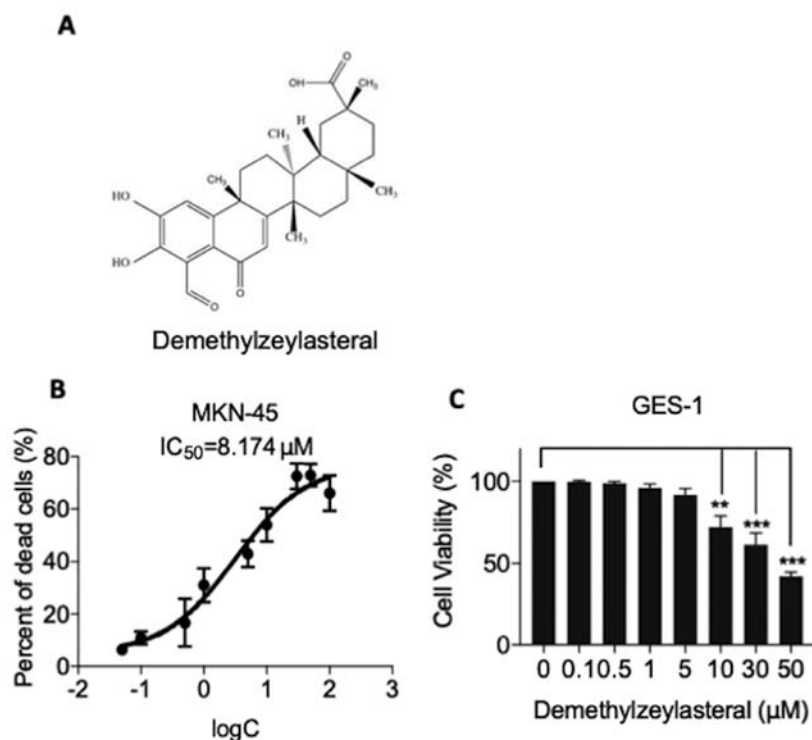 A
O
OH
CH₃
H
CH₃
CH₃
HO
CH₃
CH₃
HO
O
O
Demethylzeylasteral
B
MKN-45
IC₅₀=8.174 µM
Percent of dead cells (%)
80
60
40
20
0
-2 -1 0 1 2 3
logC
C
GES-1
Cell Viability (%)
100
50
0
**
***
***
0 0.10 0.5 1 5 10 30 50
Demethylzeylasteral (µM)